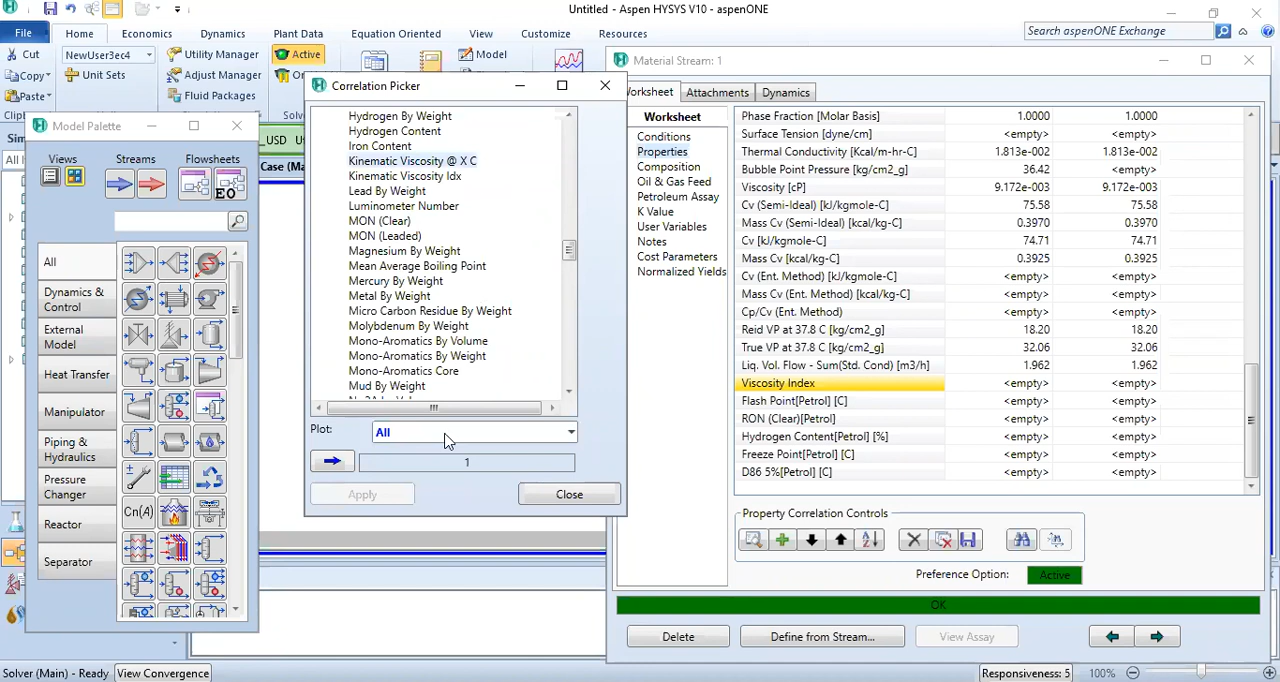 Untitled - Aspen HYSYS V10 - aspenONE
File
Home
Economics
Dynamics
Plant Data
Equation Oriented
View
Customize
Resources
Search aspenONE Exchange
Cut
Copy
Paste
NewUser3ec4
Unit Sets
Utility Manager
Adjust Manager
Fluid Packages
Active
Model
_USD
Case (Ma
All
Model Palette
Views
Streams
Flowsheets
EO
All
Dynamics &
Control
External
Model
Heat Transfer
Manipulator
Piping &
Hydraulics
Pressure
Changer
Reactor
Separator
Cn(4)
Correlation Picker
Hydrogen By Weight
Hydrogen Content
Iron Content
Kinematic Viscosity @ X C
Kinematic Viscosity Idx
Lead By Weight
Luminometer Number
MON (Clear)
MON (Leaded)
Magnesium By Weight
Mean Average Boiling Point
Mercury By Weight
Metal By Weight
Micro Carbon Residue By Weight
Molybdenum By Weight
Mono-Aromatics By Volume
Mono-Aromatics By Weight
Mono-Aromatics Core
Mud By Weight
Plot:
All
1
Apply
Close
Material Stream: 1
Worksheet
Attachments
Dynamics
Worksheet
Conditions
Properties
Composition
Oil & Gas Feed
Petroleum Assay
K Value
User Variables
Notes
Cost Parameters
Normalized Yields
Phase Fraction [Molar Basis] 1.0000 1.0000
Surface Tension [dyne/cm] <empty> <empty>
Thermal Conductivity [Kcal/m-hr-C] 1.813e-002 1.813e-002
Bubble Point Pressure [kg/cm2_g] 36.42 <empty>
Viscosity [cP] 9.172e-003 9.172e-003
Cv (Semi-Ideal) [kJ/kgmole-C] 75.58 75.58
Mass Cv (Semi-Ideal) [kcal/kg-C] 0.3970 0.3970
Cv [kJ/kgmole-C] 74.71 74.71
Mass Cv [kcal/kg-C] 0.3925 0.3925
Cv (Ent. Method) [kJ/kgmole-C] <empty> <empty>
Mass Cv (Ent. Method) [kcal/kg-C] <empty> <empty>
Cp/Cv (Ent. Method) <empty> <empty>
Reid VP at 37.8 C [kg/cm2_g] 18.20 18.20
True VP at 37.8 C [kg/cm2_g] 32.06 32.06
Liq. Vol. Flow - Sum(Std. Cond) [m3/h] 1.962 1.962
Viscosity Index <empty> <empty>
Flash Point[Petrol] [C] <empty> <empty>
RON (Clear)[Petrol] <empty> <empty>
Hydrogen Content[Petrol] [%] <empty> <empty>
Freeze Point[Petrol] [C] <empty> <empty>
D86 5%[Petrol] [C] <empty> <empty>
Property Correlation Controls
Preference Option:
Active
OK
Delete
Define from Stream...
View Assay
Solver (Main) - Ready
View Convergence
Responsiveness: 5
100%